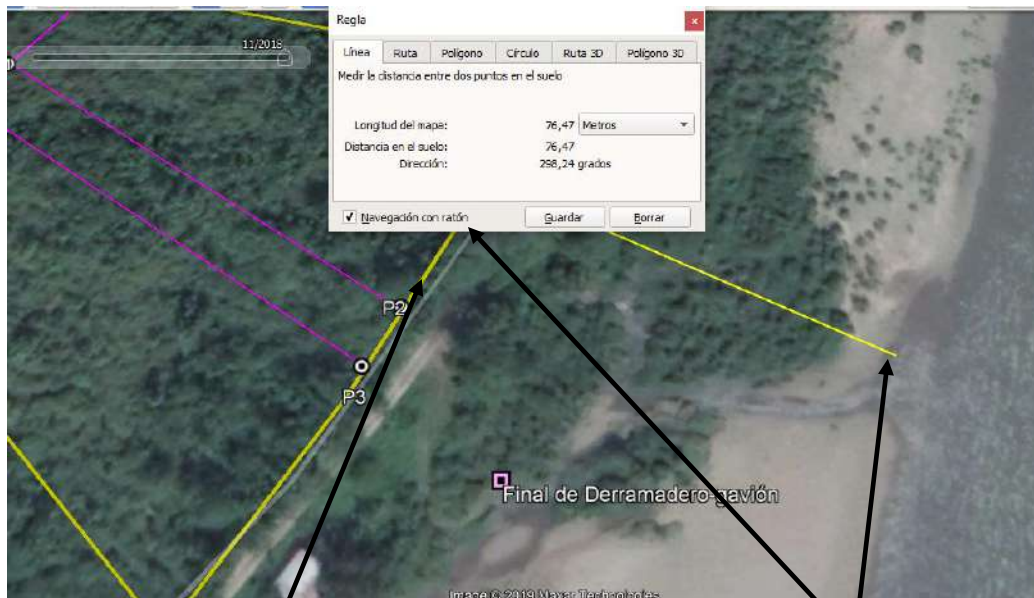 11/2018
Regla
Línea Ruta Polígono Círculo Ruta 3D Polígono 3D
Medir la distancia entre dos puntos en el suelo
Longitud del mapa: 76,47 Metros
Distancia en el suelo: 76,47
Dirección: 298,24 grados
Navegación con ratón Guardar Borrar
P2
P3
Final de Derramadero-gavión
Image © 2019 Maxar Technologies